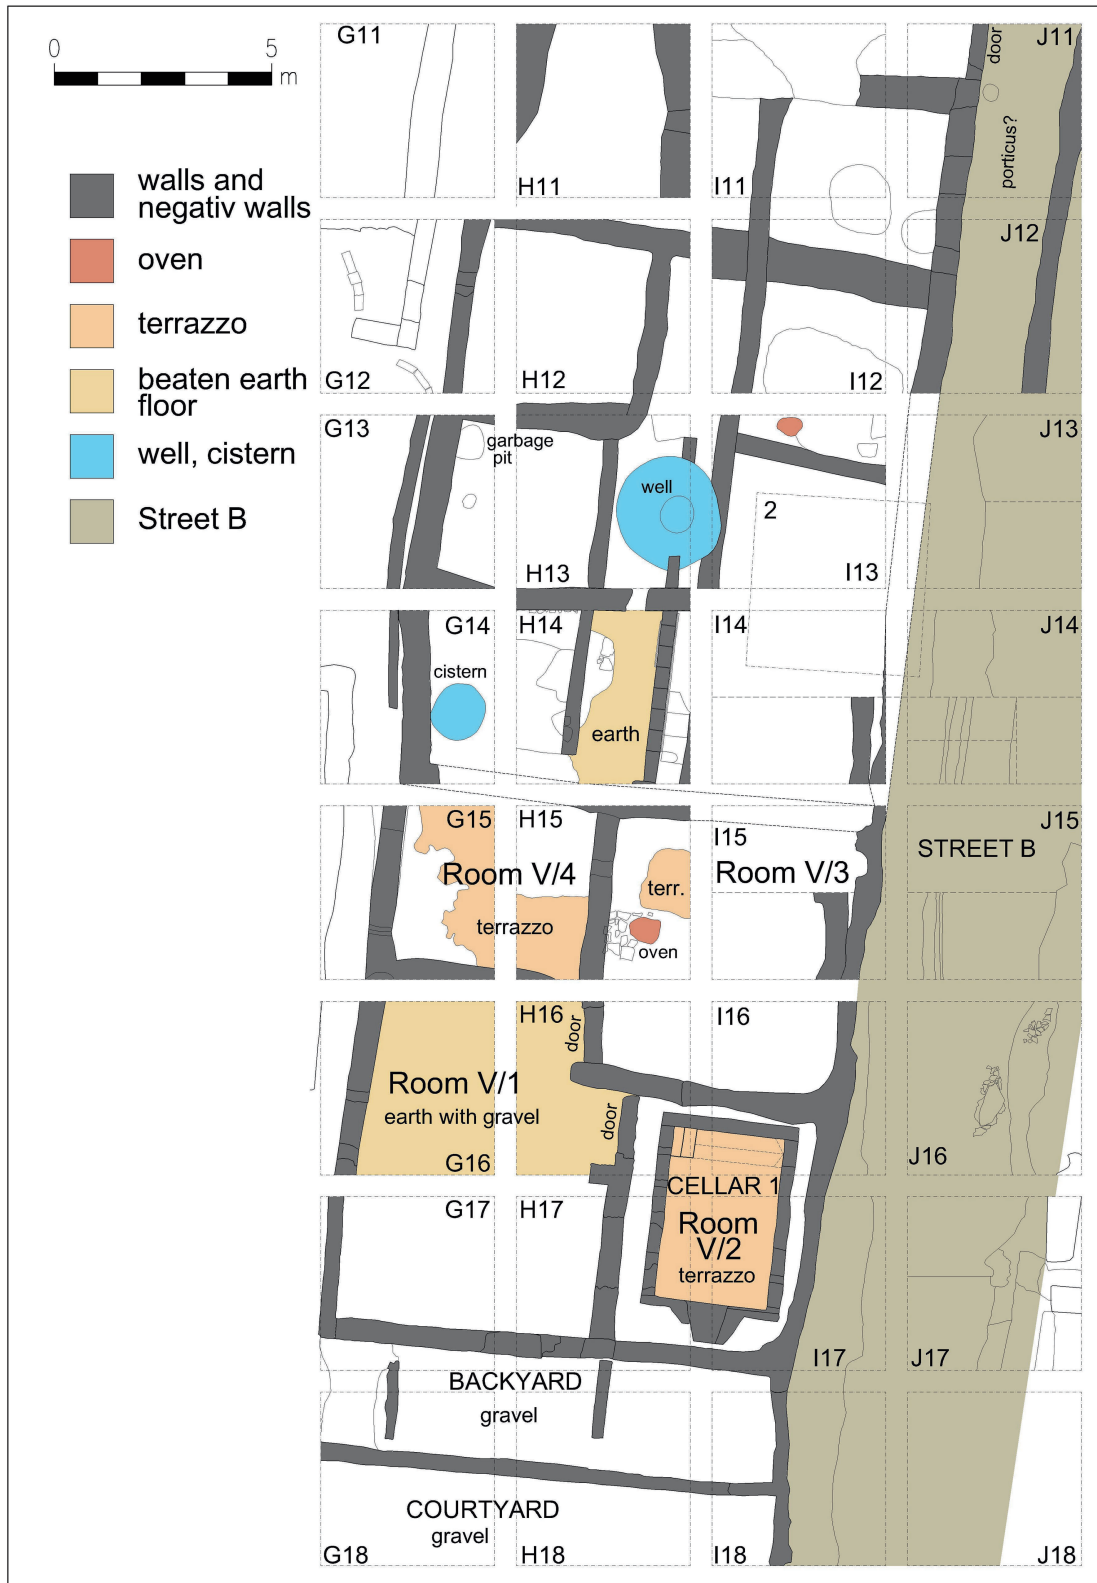 0
5
m
walls and
negativ walls
oven
terrazzo
beaten earth
floor
well, cistern
Street B
G11
door
J11
porticus?
H11
I11
J12
G12
H12
I12
G13
garbage
pit
well
2
J13
H13
I13
G14
H14
I14
J14
cistern
earth
G15
H15
I15
J15
STREET B
Room V/4
Room V/3
terr.
terrazzo
oven
H16
door
I16
Room V/1
earth with gravel
door
G16
J16
CELLAR 1
G17
H17
Room
V/2
terrazzo
I17
J17
BACKYARD
gravel
COURTYARD
gravel
G18
H18
I18
J18